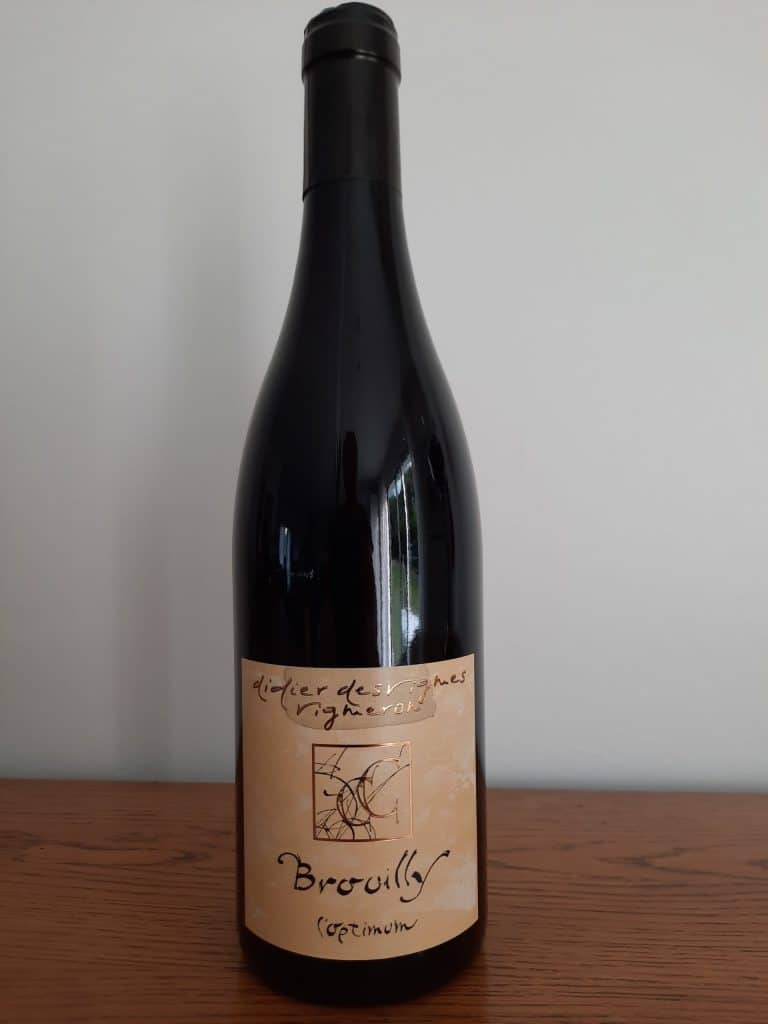 didier desvignes
vigneron
Brouilly
l'optimum